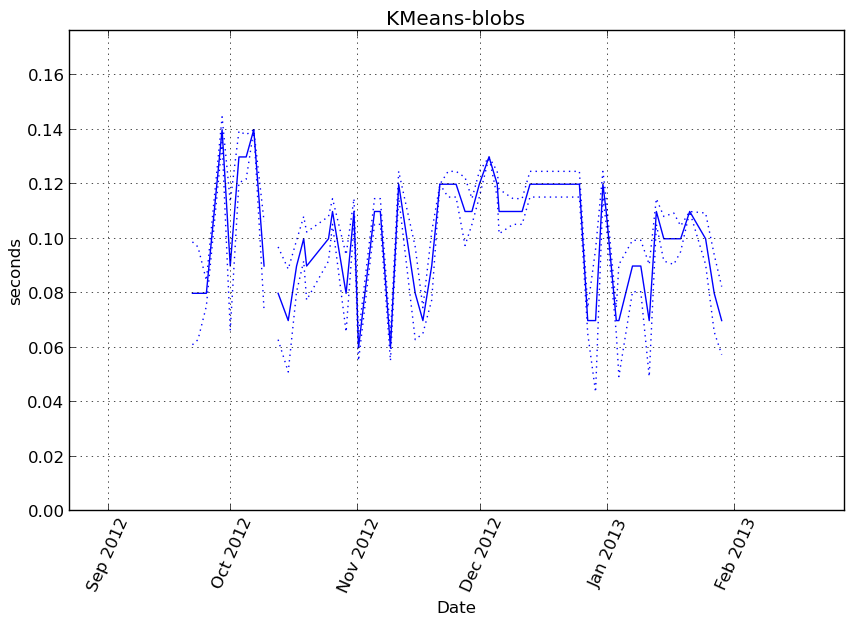 KMeans-blobs
0.16
0.14
0.12
0.10
0.08
0.06
0.04
0.02
0.00
seconds
Sep 2012
Oct 2012
Nov 2012
Dec 2012
Jan 2013
Feb 2013
Date